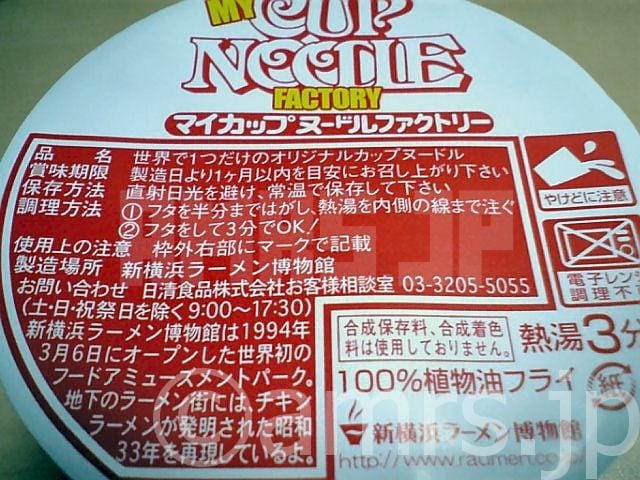 MY
CUP
NOODLE
FACTORY
マイカップヌードルファクトリー
品 名 世界で1つだけのオリジナルカップヌードル
賞味期限 製造日より1ヶ月以内を目安にお召し上がり下さい
保存方法 直射日光を避け、常温で保存して下さい
調理方法 ①フタを半分まではがし、熱湯を内側の線まで注ぐ
②フタをして3分でOK!
使用上の注意 枠外右部にマークで記載
製造場所 新横浜ラーメン博物館
お問い合わせ 日清食品株式会社お客様相談室 03-3205-5055
(土・日・祝祭日を除く9:00〜17:30)
新横浜ラーメン博物館は1994年
3月6日にオープンした世界初の
フードアミューズメントパーク。
地下のラーメン街には、チキン
ラーメンが発明された昭和
33年を再現しているよ。
やけどに注意
電子レン
調理不
合成保存料、合成着色
料は使用しておりません。
熱湯3分
100%植物油フライ
紙
新横浜ラーメン博物館
http://www.raumen.co.jp/
@amrs.jp